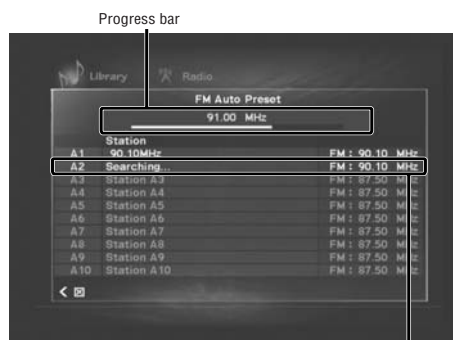 Progress bar
Library Radio
FM Auto Preset
91.00 MHz
Station
A1 90.10MHz FM : 90.10 MHz
A2 Searching... FM : 90.10 MHz
A3 Station A3 FM : 87.50 MHz
A4 Station A4 FM : 87.50 MHz
A5 Station A5 FM : 87.50 MHz
A6 Station A6 FM : 87.50 MHz
A7 Station A7 FM : 87.50 MHz
A8 Station A8 FM : 87.50 MHz
A9 Station A9 FM : 87.50 MHz
A10 Station A10 FM : 87.50 MHz